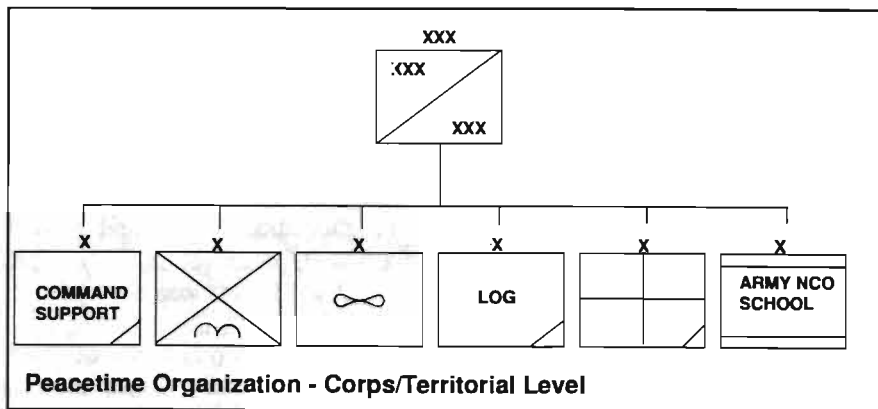 XXX
XXX
XXX
X X X X X X
COMMAND
SUPPORT
LOG
ARMY NCO
SCHOOL
Peacetime Organization - Corps/Territorial Level